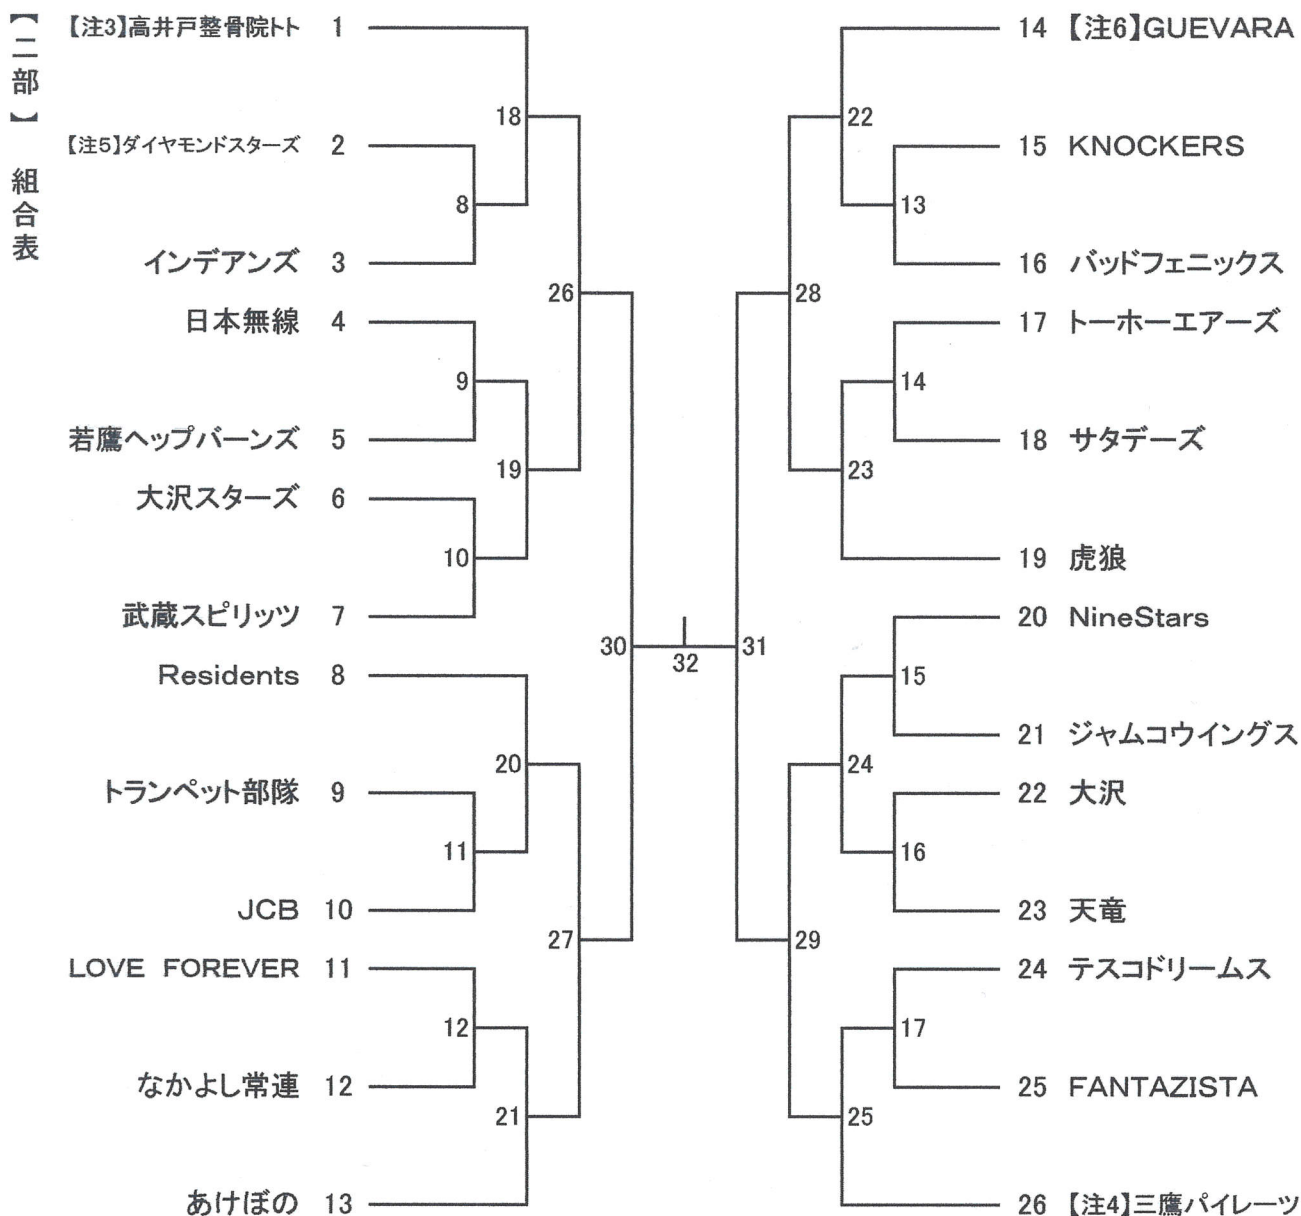 【二部】 組合表
【注3】高井戸整骨院トト 1
【注5】ダイヤモンドスターズ 2
インデアンズ 3
日本無線 4
若鷹ヘップバーンズ 5
大沢スターズ 6
武蔵スピリッツ 7
Residents 8
トランペット部隊 9
JCB 10
LOVE FOREVER 11
なかよし常連 12
あけぼの 13
18
8
26
9
19
10
30
20
11
27
12
21
32
14 【注6】GUEVARA
15 KNOCKERS
16 バッドフェニックス
17 トーホーエアーズ
18 サタデーズ
19 虎狼
20 NineStars
21 ジャムコウイングス
22 大沢
23 天竜
24 テスコドリームス
25 FANTAZISTA
26 【注4】三鷹パイレーツ
22
13
28
14
23
31
15
24
16
29
17
25